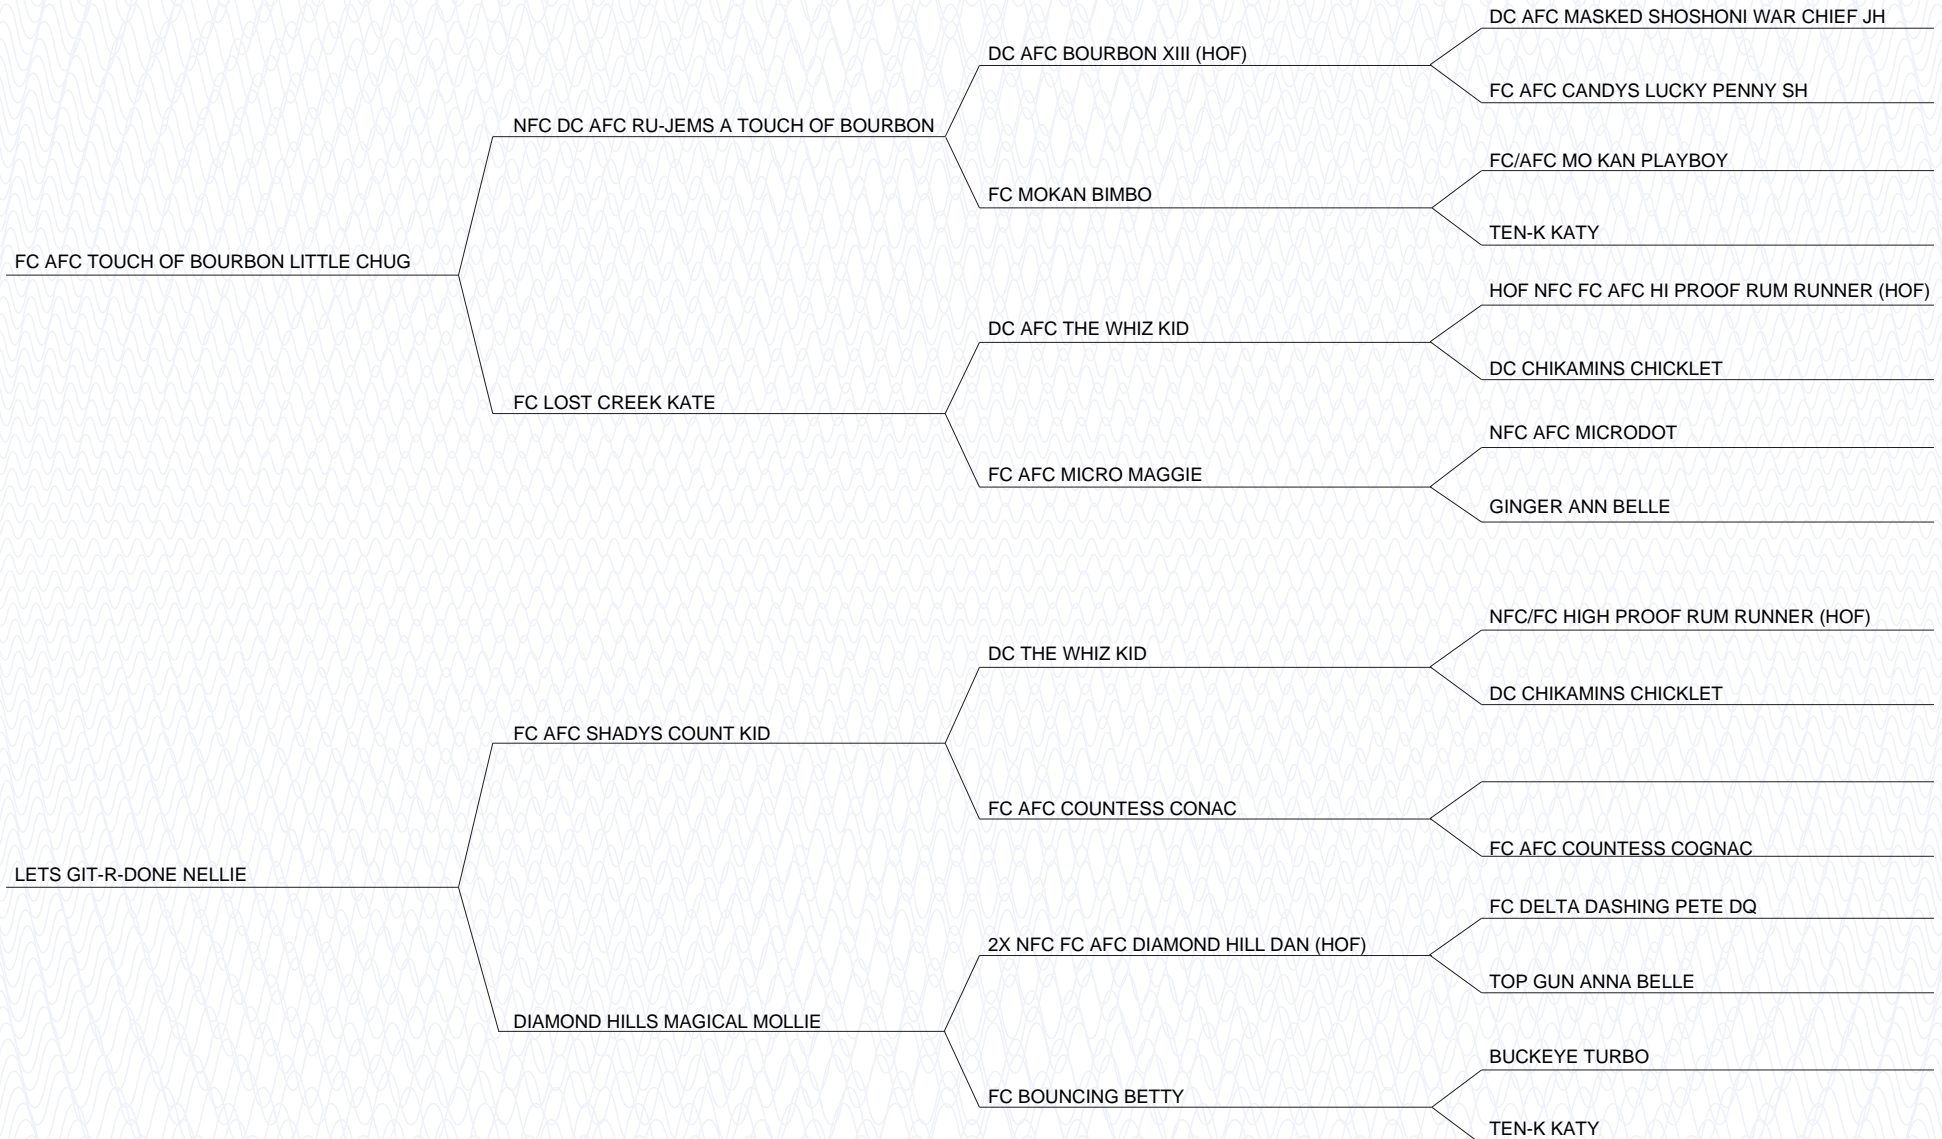 DC AFC MASKED SHOSHONI WAR CHIEF JH
DC AFC BOURBON XIII (HOF)
FC AFC CANDYS LUCKY PENNY SH
NFC DC AFC RU-JEMS A TOUCH OF BOURBON
FC/AFC MO KAN PLAYBOY
FC MOKAN BIMBO
TEN-K KATY
FC AFC TOUCH OF BOURBON LITTLE CHUG
HOF NFC FC AFC HI PROOF RUM RUNNER (HOF)
DC AFC THE WHIZ KID
DC CHIKAMINS CHICKLET
FC LOST CREEK KATE
NFC AFC MICRODOT
FC AFC MICRO MAGGIE
GINGER ANN BELLE
NFC/FC HIGH PROOF RUM RUNNER (HOF)
DC THE WHIZ KID
DC CHIKAMINS CHICKLET
FC AFC SHADYS COUNT KID
FC AFC COUNTESS CONAC
FC AFC COUNTESS COGNAC
LETS GIT-R-DONE NELLIE
FC DELTA DASHING PETE DQ
2X NFC FC AFC DIAMOND HILL DAN (HOF)
TOP GUN ANNA BELLE
DIAMOND HILLS MAGICAL MOLLIE
BUCKEYE TURBO
FC BOUNCING BETTY
TEN-K KATY